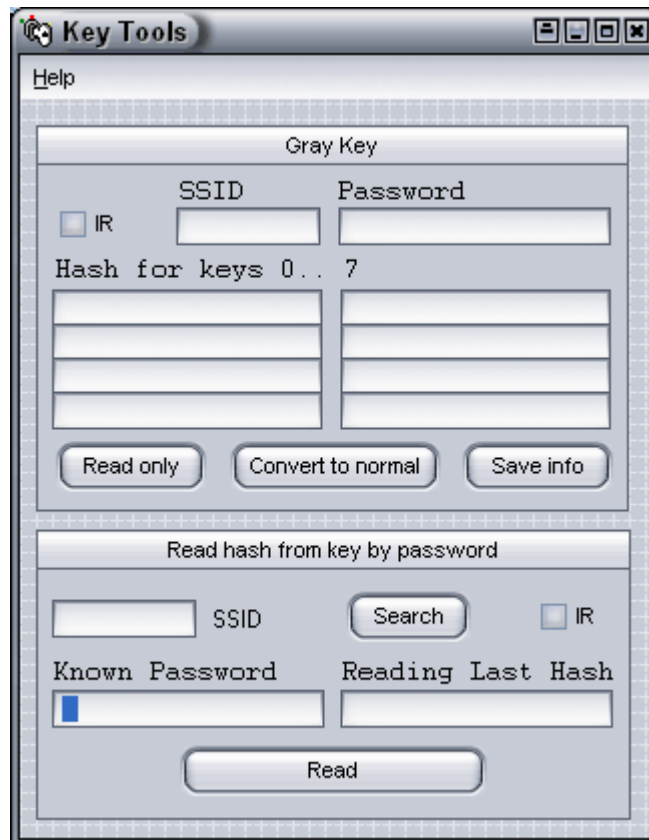 Key Tools
Help
Gray Key
SSID Password
IR
Hash for keys 0.. 7
Read only Convert to normal Save info
Read hash from key by password
SSID Search IR
Known Password Reading Last Hash
Read